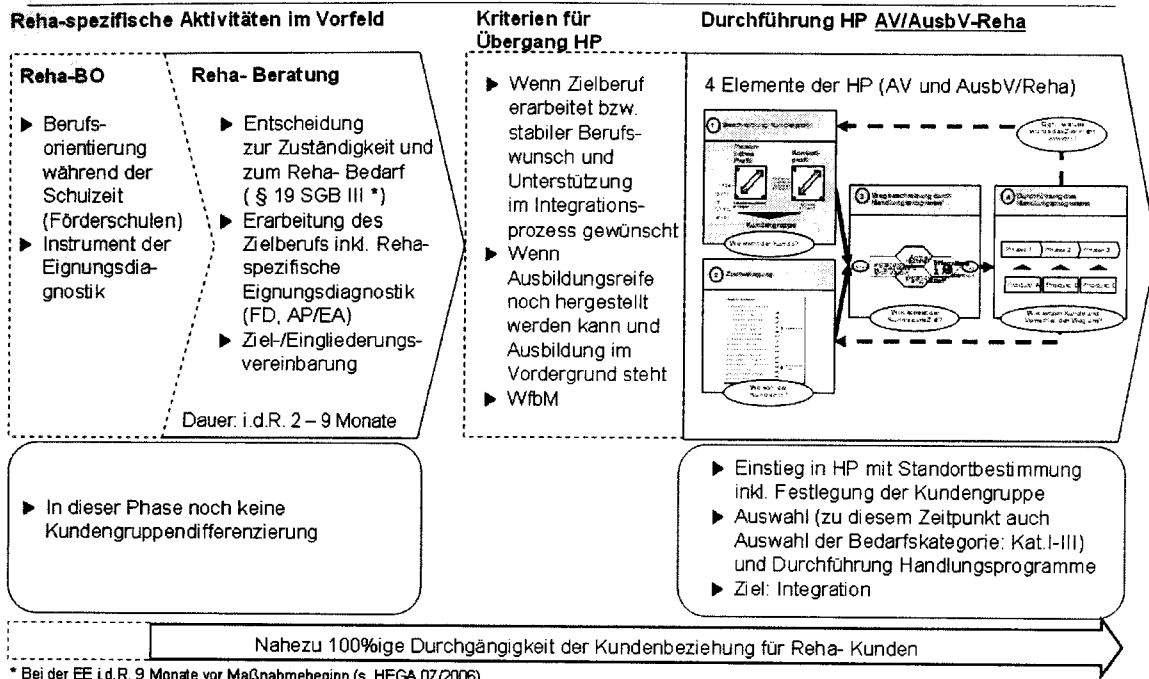 Reha-spezifische Aktivitäten im Vorfeld
Reha-BO
▶ Berufs-
orientierung
während der
Schulzeit
(Förderschulen)
▶ Instrument der
Eignungsdia-
gnostik
Reha- Beratung
▶ Entscheidung
zur Zuständigkeit und
zum Reha- Bedarf
( § 19 SGB III *)
▶ Erarbeitung des
Zielberufs inkl. Reha-
spezifische
Eignungsdiagnostik
(FD, AP/EA)
▶ Ziel-/Eingliederungs-
vereinbarung
Dauer: i.d.R. 2 – 9 Monate
Kriterien für
Übergang HP
▶ Wenn Zielberuf
erarbeitet bzw.
stabiler Berufs-
wunsch und
Unterstützung
im Integrations-
prozess gewünscht
▶ Wenn
Ausbildungsreife
noch hergestellt
werden kann und
Ausbildung im
Vordergrund steht
▶ WfbM
Durchführung HP AV/AusbV-Reha
4 Elemente der HP (AV und AusbV/Reha)
1
Kundengruppe
2
3
4
▶ In dieser Phase noch keine
Kundengruppendifferenzierung
▶ Einstieg in HP mit Standortbestimmung
inkl. Festlegung der Kundengruppe
▶ Auswahl (zu diesem Zeitpunkt auch
Auswahl der Bedarfskategorie: Kat.I-III)
und Durchführung Handlungsprogramme
▶ Ziel: Integration
Nahezu 100%ige Durchgängigkeit der Kundenbeziehung für Reha- Kunden
* Bei der EE i.d.R. 9 Monate vor Maßnahmebeginn (s. HEGA 07/2006)